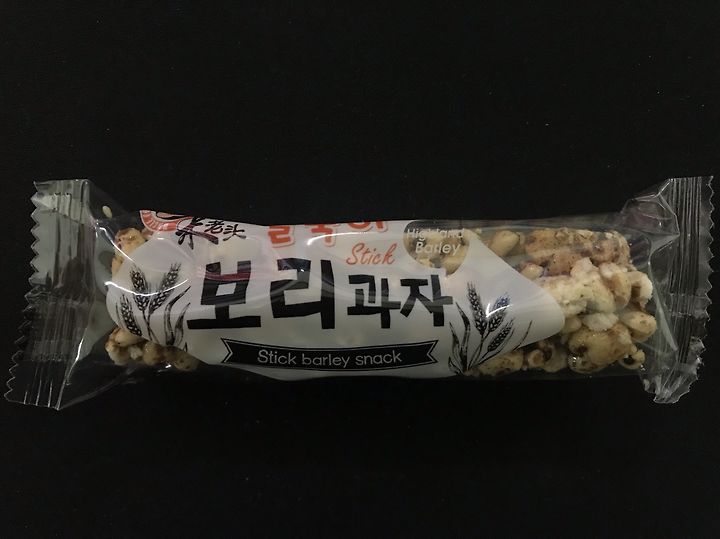 老头
Highland
Barley
Stick
보리과자
Stick barley snack